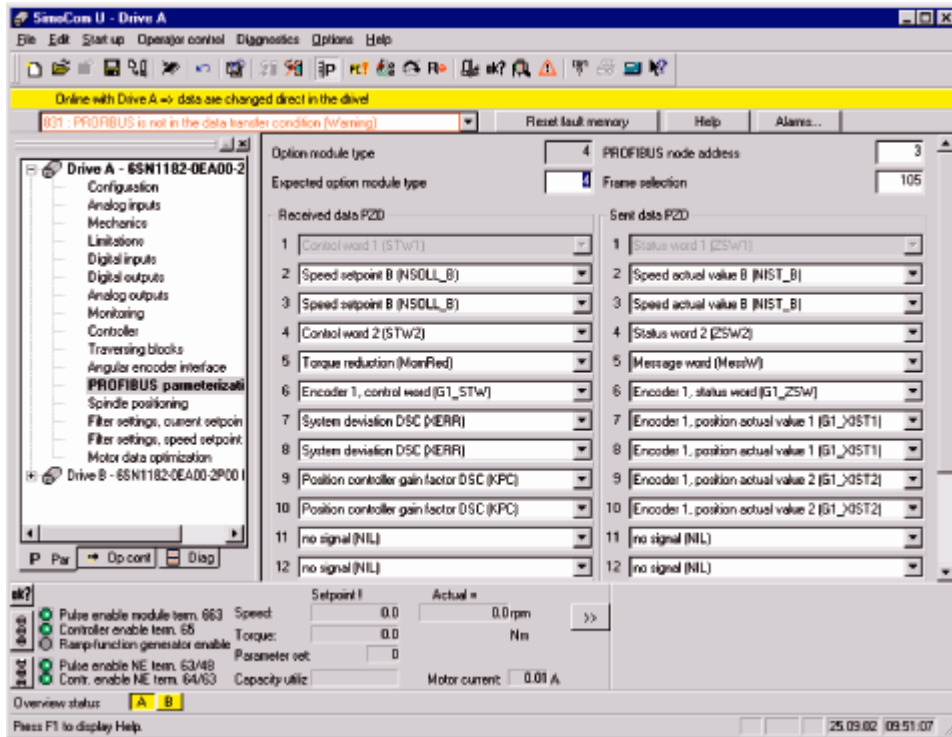 SimoCom U - Drive A
File Edit Start up Operator control Diagnostics Options Help
Online with Drive A => data are changed direct in the drive!
831 : PROFIBUS is not in the data transfer condition (Warning) Reset fault memory Help Alarms...
Drive A - 6SN1182-0EA00-2
Configuration
Analog inputs
Mechanics
Limitations
Digital inputs
Digital outputs
Analog outputs
Monitoring
Controller
Traversing blocks
Angular encoder interface
PROFIBUS parmeterizati
Spindle positioning
Filter settings, current setpoin
Filter settings, speed setpoint
Motor data optimization
Drive B - 6SN1182-0EA00-2P00
P Par Op cont Diag
Option module type 4 PROFIBUS node address 3
Expected option module type 4 Frame selection 105
Received data PZD
1 Control word 1 (STW1)
2 Speed setpoint B (NSOLL_B)
3 Speed setpoint B (NSOLL_B)
4 Control word 2 (STW2)
5 Torque reduction (MomRed)
6 Encoder 1, control word (G1_STW)
7 System deviation DSC (XERR)
8 System deviation DSC (XERR)
9 Position controller gain factor DSC (KPC)
10 Position controller gain factor DSC (KPC)
11 no signal (NIL)
12 no signal (NIL)
Sent data PZD
1 Status word 1 (ZSW1)
2 Speed actual value B (NIST_B)
3 Speed actual value B (NIST_B)
4 Status word 2 (ZSW2)
5 Message word (MessW)
6 Encoder 1, status word (G1_ZSW)
7 Encoder 1, position actual value 1 (G1_XIST1)
8 Encoder 1, position actual value 1 (G1_XIST1)
9 Encoder 1, position actual value 2 (G1_XIST2)
10 Encoder 1, position actual value 2 (G1_XIST2)
11 no signal (NIL)
12 no signal (NIL)
ok?
Pulse enable module term. 663
Controller enable term. 65
Ramp-function generator enable
Pulse enable NE term. 63/48
Contr. enable NE term. 64/63
Setpoint ! Actual =
Speed: 0.0 0.0 rpm >>
Torque: 0.0 Nm
Parameter set: 0
Capacity utiliz Motor current: 0.01 A
Overview status A B
Press F1 to display Help. 25.09.02 09:51:07